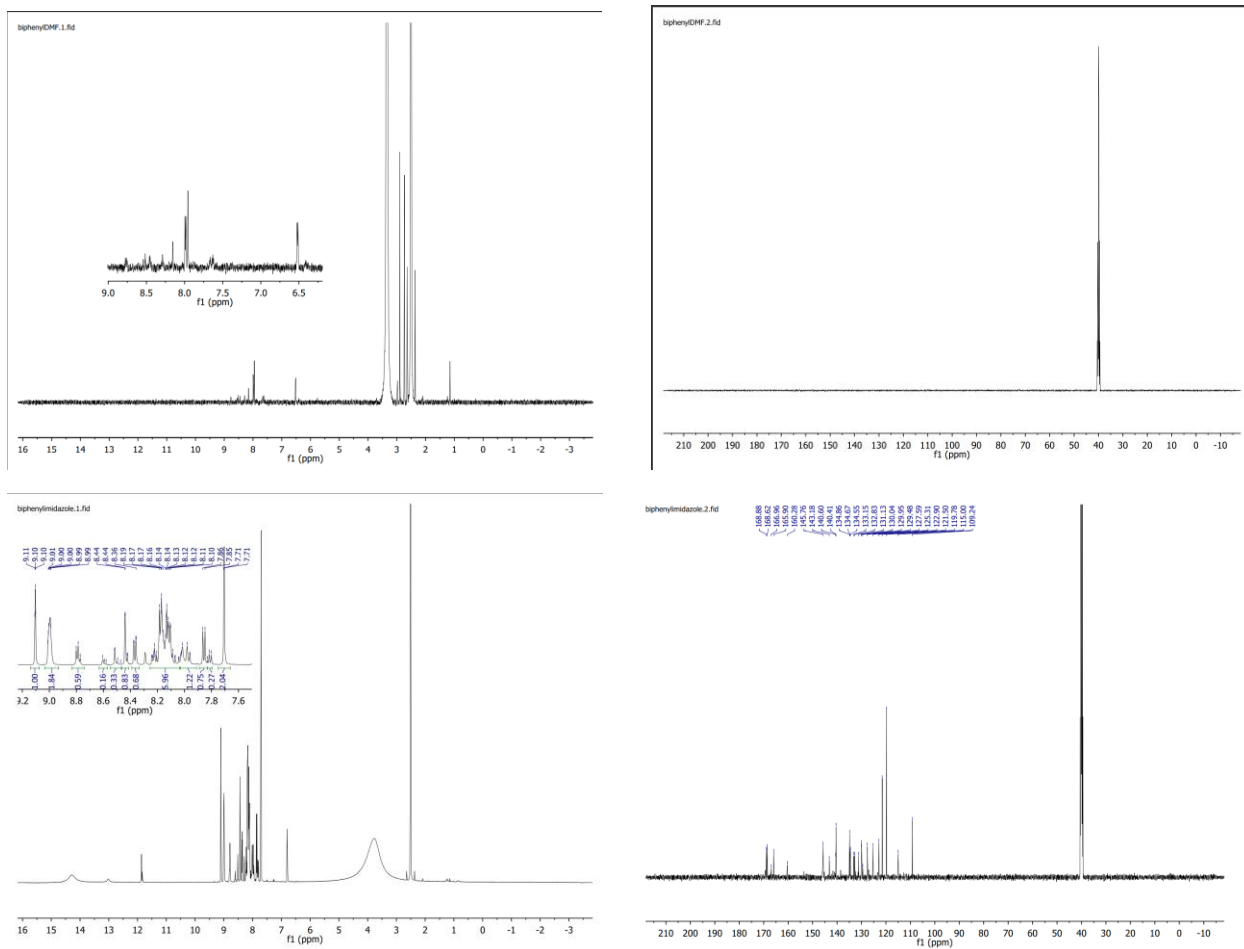 biphenylDMF.1.fid
9.0 8.5 8.0 7.5 7.0 6.5
f1 (ppm)
16 15 14 13 12 11 10 9 8 7 6 5 4 3 2 1 0 -1 -2 -3
f1 (ppm)
biphenylDMF.2.fid
210 200 190 180 170 160 150 140 130 120 110 100 90 80 70 60 50 40 30 20 10 0 -10
f1 (ppm)
biphenylimidazole.1.fid
9.11 9.10 9.10 9.01 9.00 9.00 8.99 8.99 8.44 8.44 8.36 8.19 8.17 8.17 8.16 8.14 8.14 8.13 8.12 8.12 8.11 8.10 7.86 7.85 7.71 7.71
1.00 1.84 0.59 0.16 0.33 0.83 0.68 5.96 1.22 0.75 0.27 2.04
9.2 9.0 8.8 8.6 8.4 8.2 8.0 7.8 7.6
f1 (ppm)
16 15 14 13 12 11 10 9 8 7 6 5 4 3 2 1 0 -1 -2 -3
f1 (ppm)
biphenylimidazole.2.fid
168.88 168.62 166.96 165.90 160.28 145.76 143.18 140.60 140.41 134.86 134.67 134.55 133.15 132.83 131.13 130.04 129.95 129.48 127.59 125.31 122.90 121.50 119.78 115.00 109.24
210 200 190 180 170 160 150 140 130 120 110 100 90 80 70 60 50 40 30 20 10 0 -10
f1 (ppm)